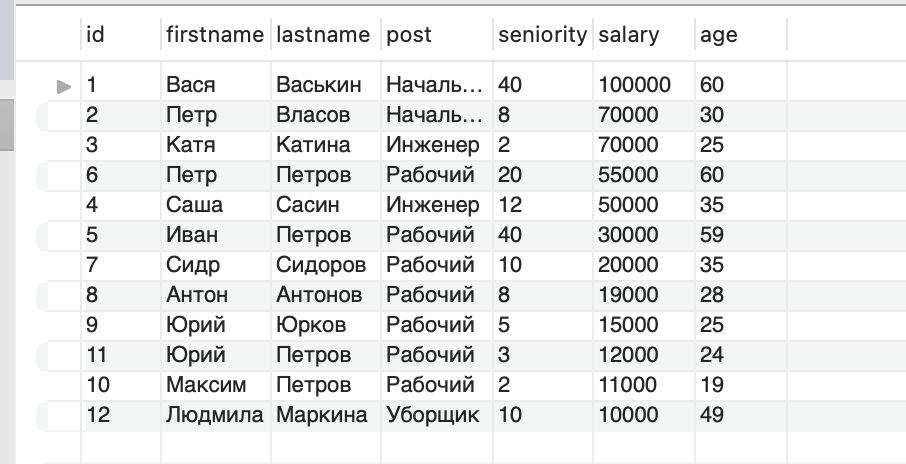 id firstname lastname post seniority salary age
1 Вася Васькин Началь... 40 100000 60
2 Петр Власов Началь... 8 70000 30
3 Катя Катина Инженер 2 70000 25
6 Петр Петров Рабочий 20 55000 60
4 Саша Сасин Инженер 12 50000 35
5 Иван Петров Рабочий 40 30000 59
7 Сидр Сидоров Рабочий 10 20000 35
8 Антон Антонов Рабочий 8 19000 28
9 Юрий Юрков Рабочий 5 15000 25
11 Юрий Петров Рабочий 3 12000 24
10 Максим Петров Рабочий 2 11000 19
12 Людмила Маркина Уборщик 10 10000 49